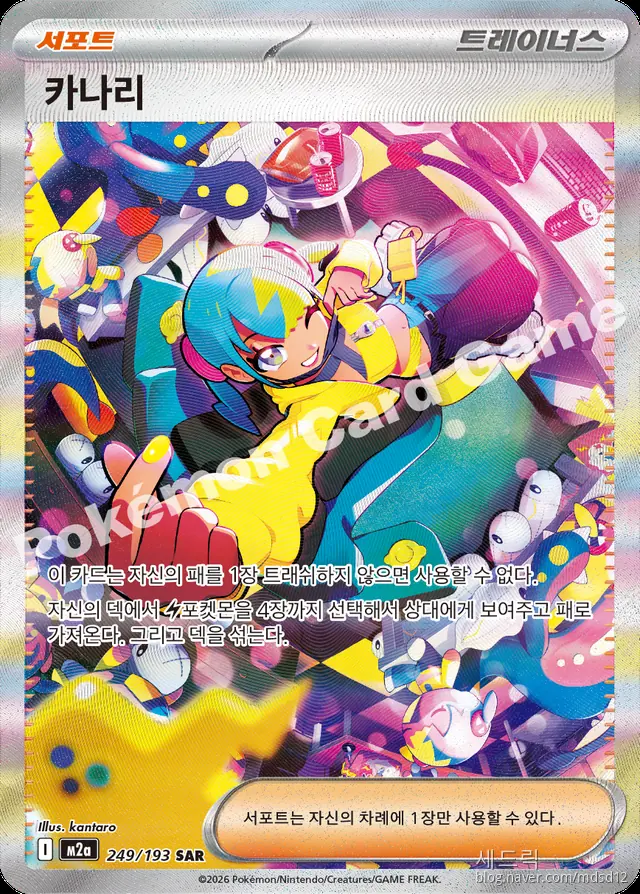 서포트
트레이너스
카나리
Pokémon Card Game
이 카드는 자신의 패를 1장 트래쉬하지 않으면 사용할 수 없다.
자신의 덱에서 포켓몬을 4장까지 선택해서 상대에게 보여주고 패로
가져온다. 그리고 덱을 섞는다.
서포트는 자신의 차례에 1장만 사용할 수 있다.
Illus. kantaro
I M2a 249/193 SAR
©2026 Pokémon/Nintendo/Creatures/GAME FREAK.
세드릭
blog.naver.com/mdsd12